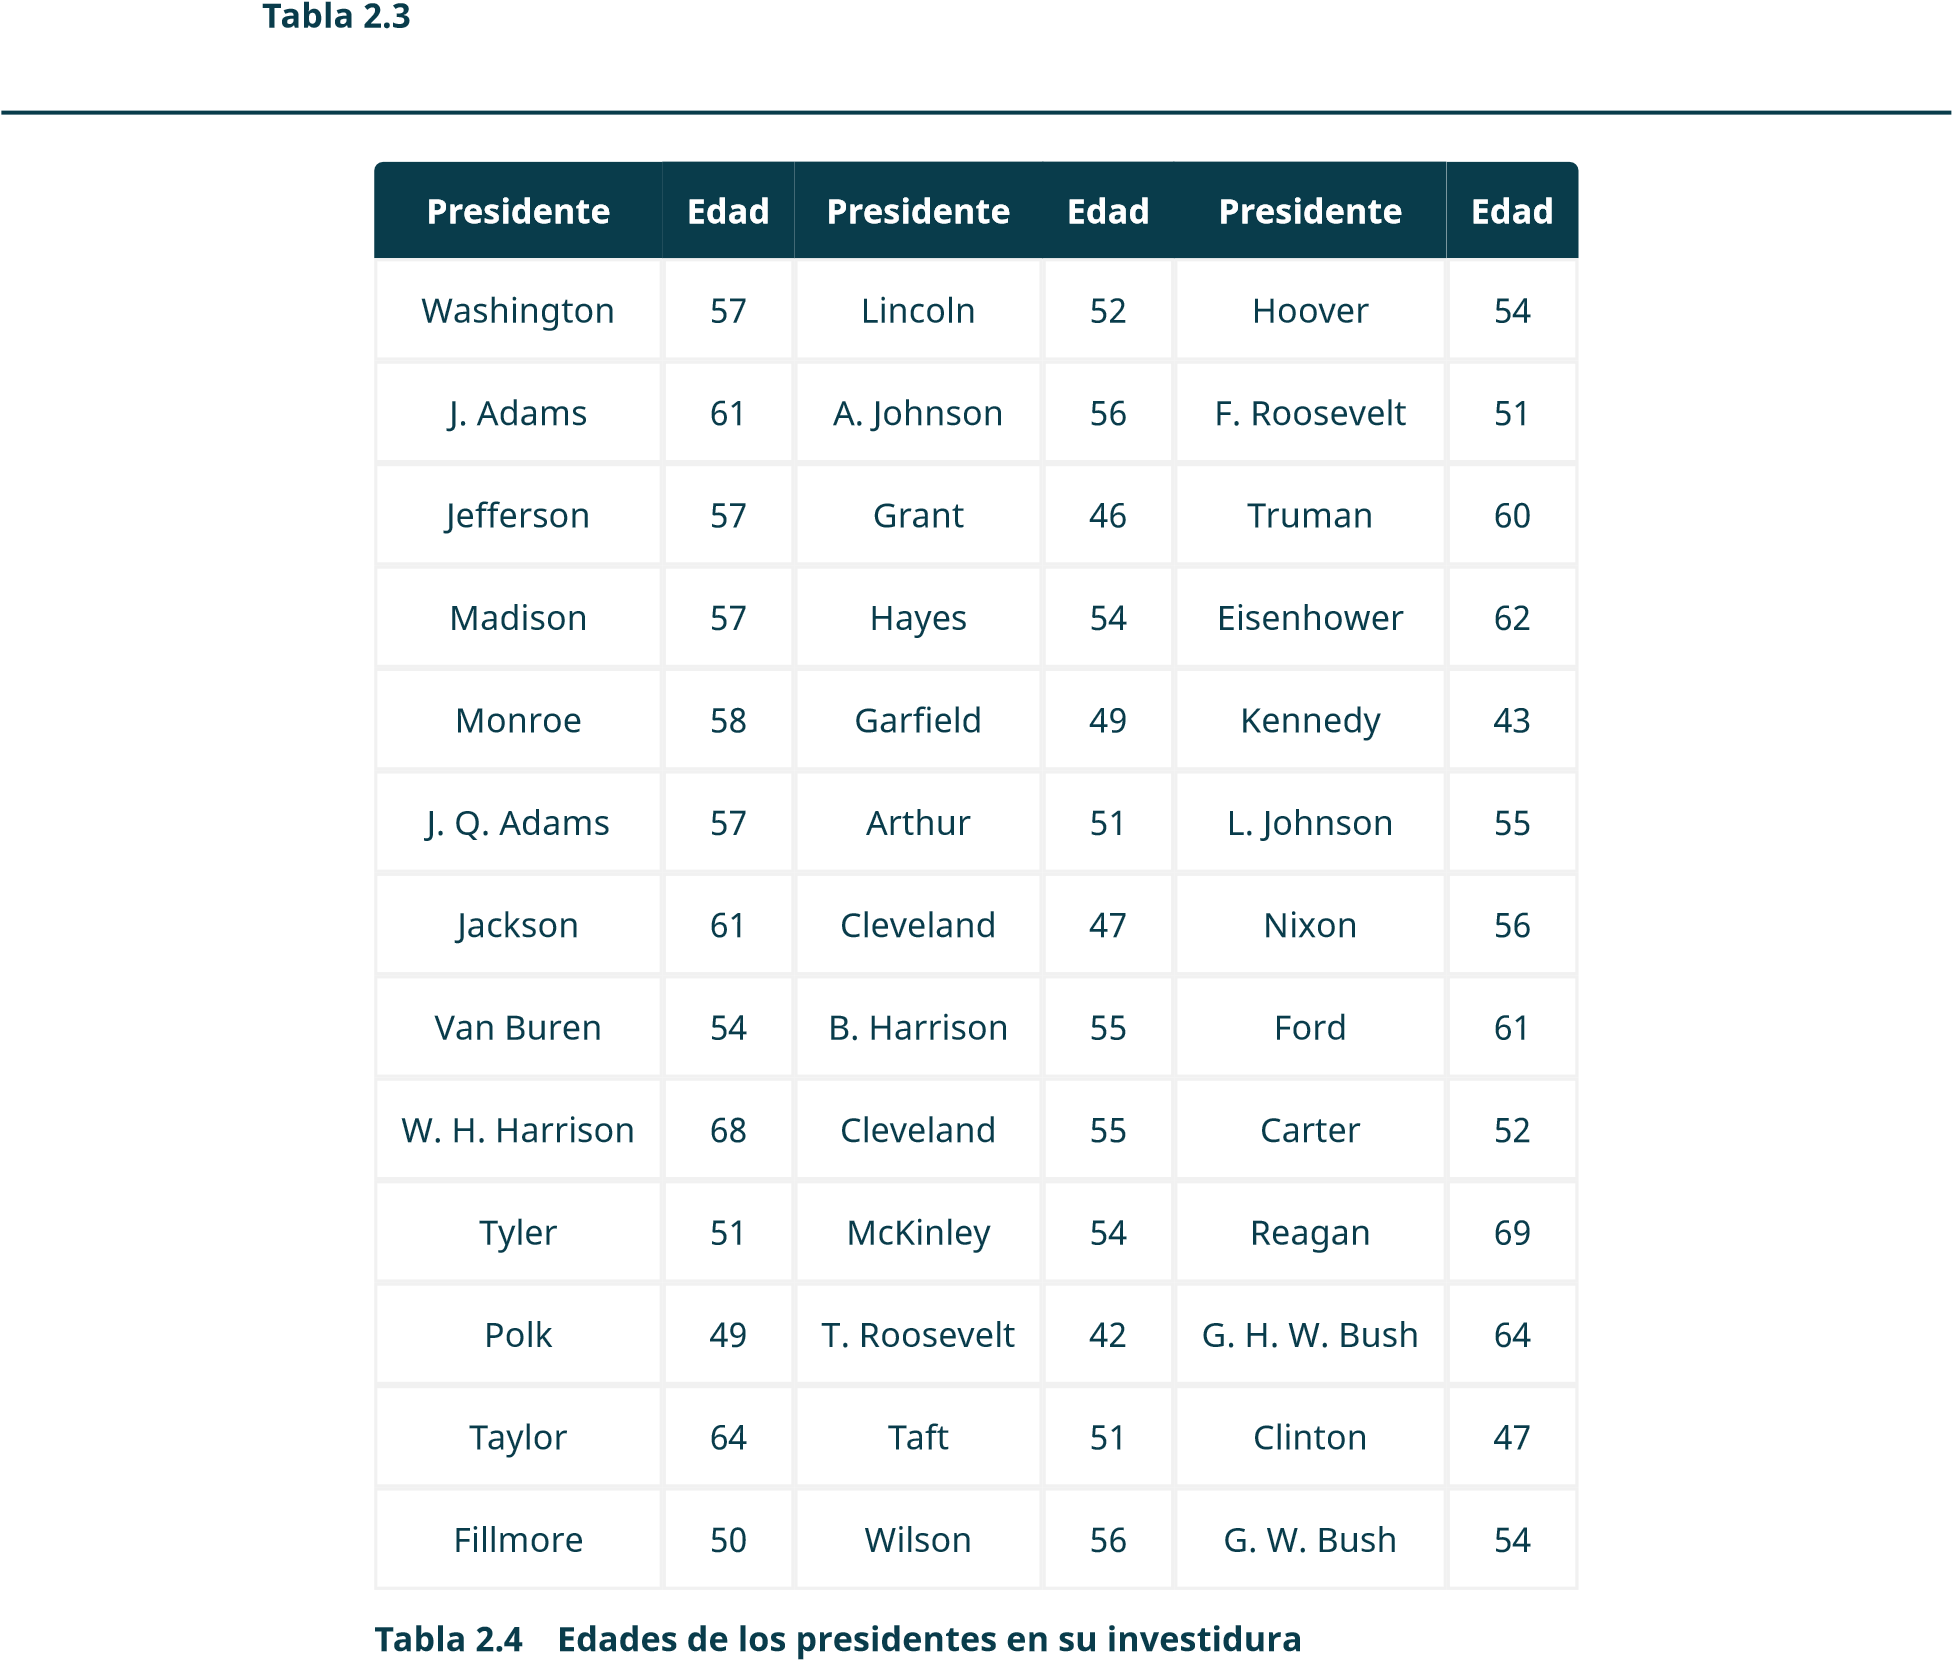 Tabla 2.3
Presidente Edad Presidente Edad Presidente Edad
Washington 57 Lincoln 52 Hoover 54
J. Adams 61 A. Johnson 56 F. Roosevelt 51
Jefferson 57 Grant 46 Truman 60
Madison 57 Hayes 54 Eisenhower 62
Monroe 58 Garfield 49 Kennedy 43
J. Q. Adams 57 Arthur 51 L. Johnson 55
Jackson 61 Cleveland 47 Nixon 56
Van Buren 54 B. Harrison 55 Ford 61
W. H. Harrison 68 Cleveland 55 Carter 52
Tyler 51 McKinley 54 Reagan 69
Polk 49 T. Roosevelt 42 G. H. W. Bush 64
Taylor 64 Taft 51 Clinton 47
Fillmore 50 Wilson 56 G. W. Bush 54
Tabla 2.4 Edades de los presidentes en su investidura